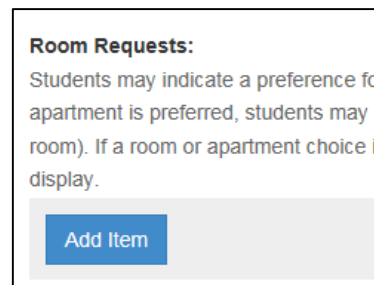 Room Requests:
Students may indicate a preference
apartment is preferred, students may
room). If a room or apartment choice
display.
Add Item